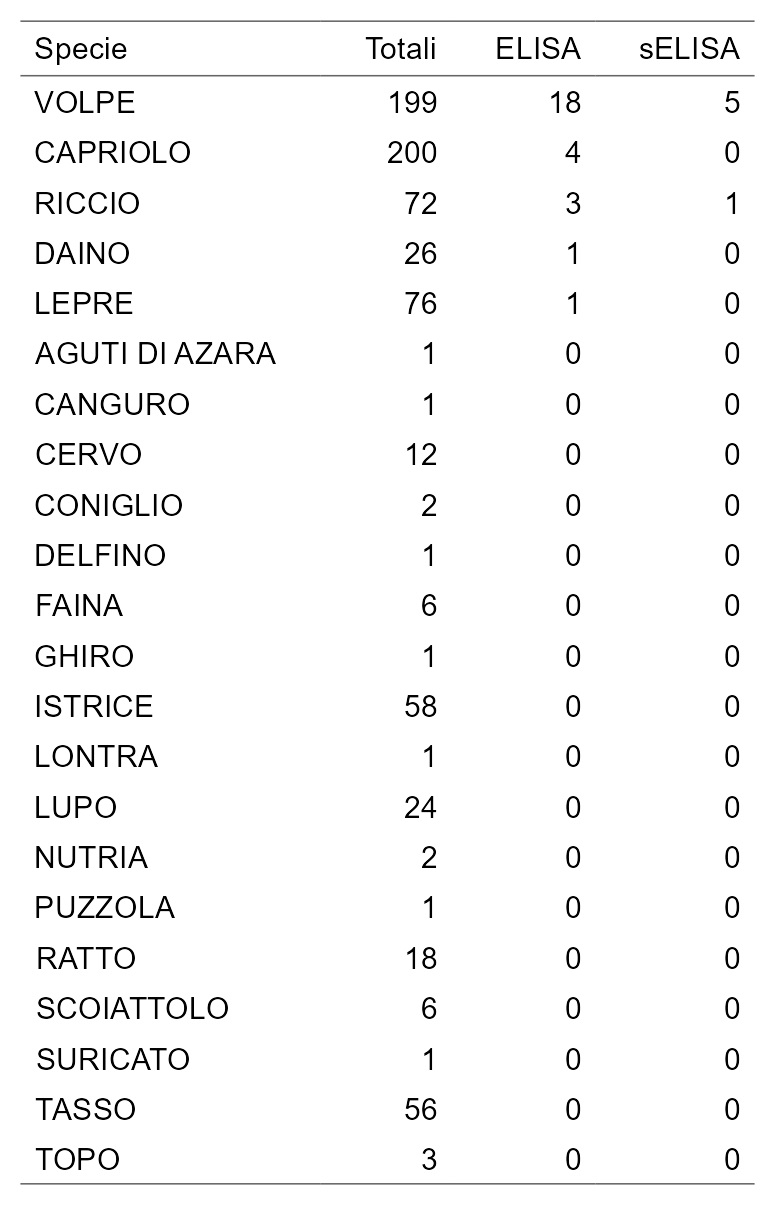 Specie Totali ELISA sELISA
VOLPE 199 18 5
CAPRIOLO 200 4 0
RICCIO 72 3 1
DAINO 26 1 0
LEPRE 76 1 0
AGUTI DI AZARA 1 0 0
CANGURO 1 0 0
CERVO 12 0 0
CONIGLIO 2 0 0
DELFINO 1 0 0
FAINA 6 0 0
GHIRO 1 0 0
ISTRICE 58 0 0
LONTRA 1 0 0
LUPO 24 0 0
NUTRIA 2 0 0
PUZZOLA 1 0 0
RATTO 18 0 0
SCOIATTOLO 6 0 0
SURICATO 1 0 0
TASSO 56 0 0
TOPO 3 0 0